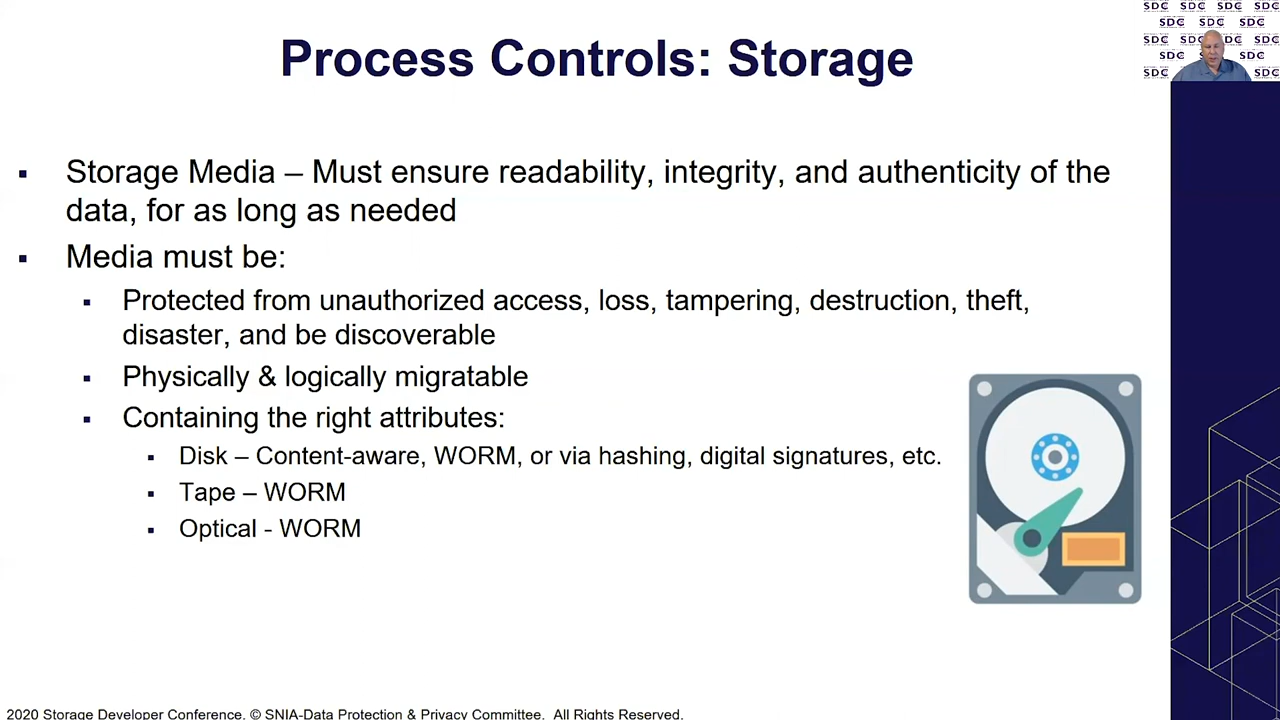 Process Controls: Storage
SDC SDC SDC SDC
SDC SDC SDC
SDC SDC SDC
SDC SDC
SDC SDC
▪ Storage Media – Must ensure readability, integrity, and authenticity of the
data, for as long as needed
▪ Media must be:
▪ Protected from unauthorized access, loss, tampering, destruction, theft,
disaster, and be discoverable
▪ Physically & logically migratable
▪ Containing the right attributes:
▪ Disk – Content-aware, WORM, or via hashing, digital signatures, etc.
▪ Tape – WORM
▪ Optical - WORM
2020 Storage Developer Conference. © SNIA-Data Protection & Privacy Committee. All Rights Reserved.